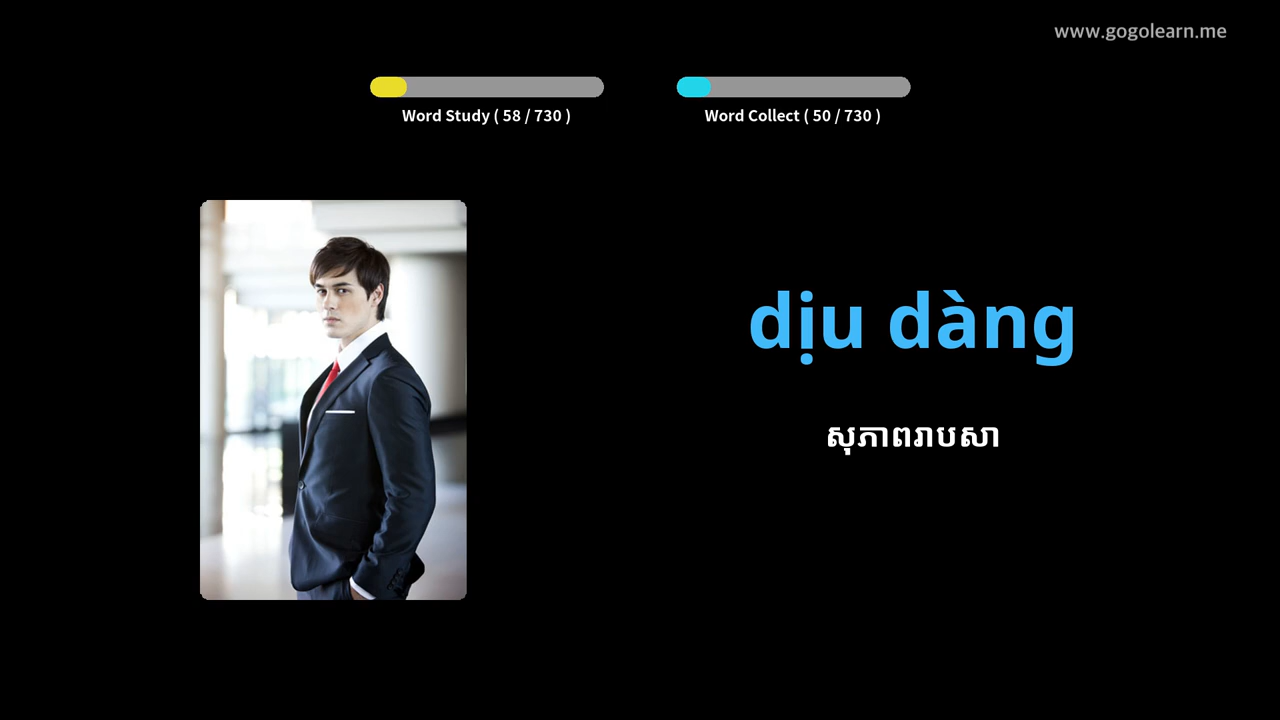 www.gogolearn.me
Word Study ( 58 / 730 )
Word Collect ( 50 / 730 )
dịu dàng
សុភាពរាបសា